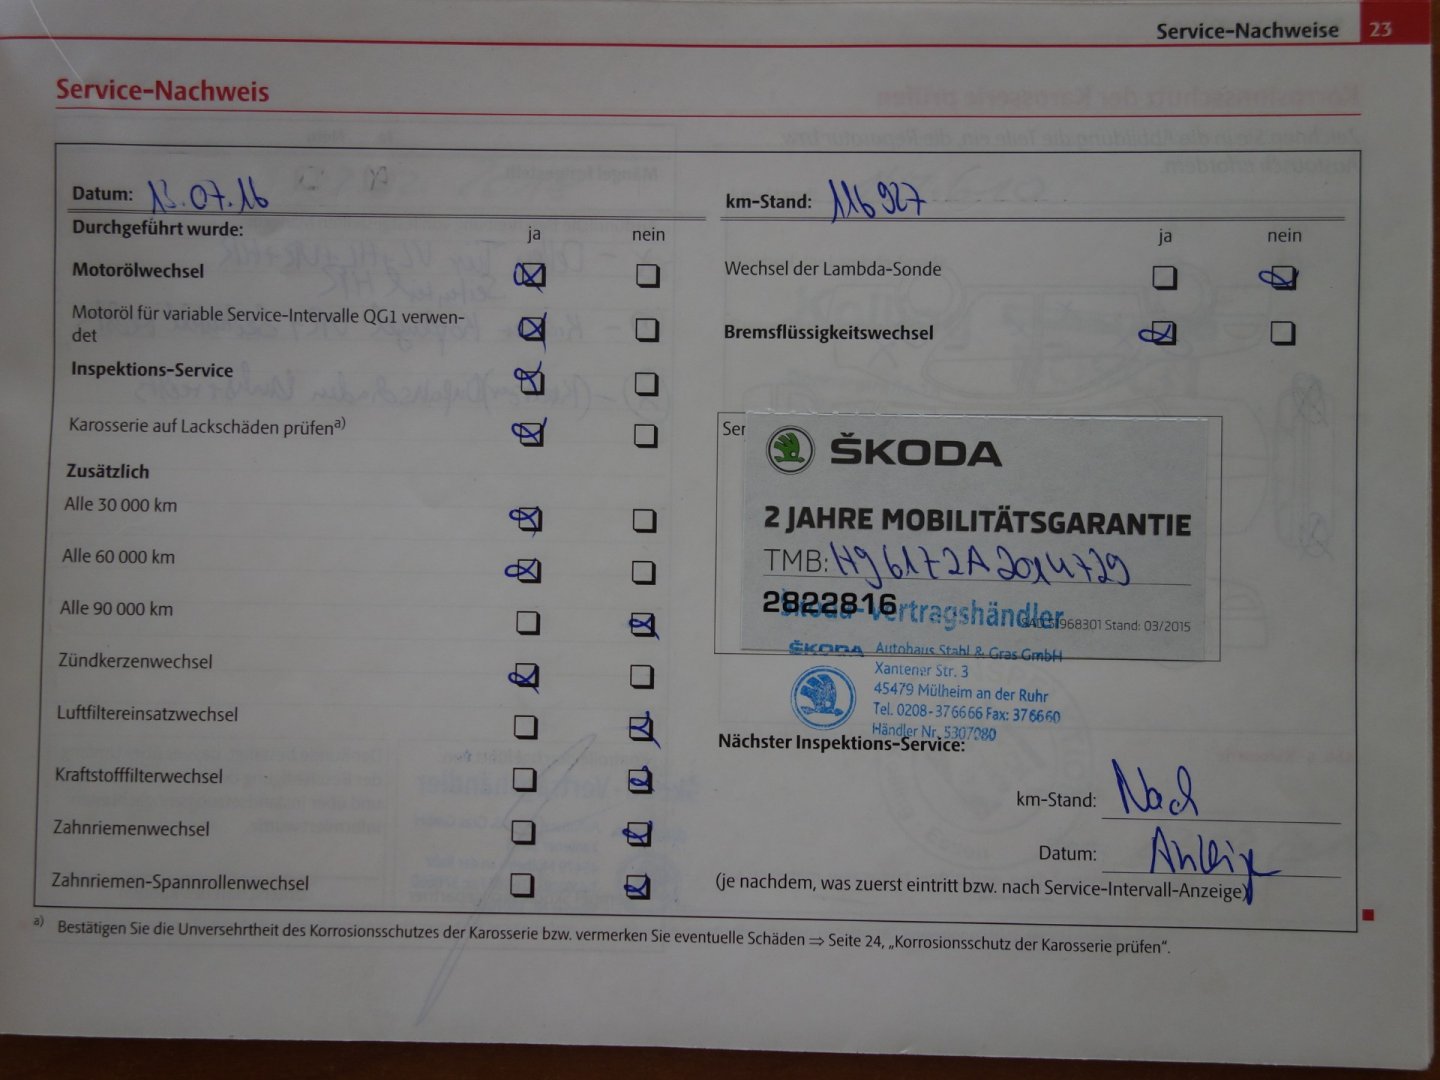 Service-Nachweise 23
Service-Nachweis
Datum: 13.07.16
km-Stand: 116 927
Durchgeführt wurde: ja nein
ja nein
Motorölwechsel
Wechsel der Lambda-Sonde
Motoröl für variable Service-Intervalle QG1 verwen-
det
Bremsflüssigkeitswechsel
Inspektions-Service
Karosserie auf Lackschäden prüfen a)
Zusätzlich
Alle 30 000 km
Alle 60 000 km
Alle 90 000 km
Zündkerzenwechsel
Luftfiltereinsatzwechsel
Kraftstofffilterwechsel
Zahnriemenwechsel
Zahnriemen-Spannrollenwechsel
Ser
ŠKODA
2 JAHRE MOBILITÄTSGARANTIE
TMB: HJ6172A2014729
2822816
Skoda-Vertragshändler
51968301 Stand: 03/2015
ŠKODA Autohaus Stahl & Gras GmbH
Xantener Str. 3
45479 Mülheim an der Ruhr
Tel. 0208-376666 Fax: 376660
Händler Nr. 5307080
Nächster Inspektions-Service:
km-Stand: Nach
Datum: Anzeige
(je nachdem, was zuerst eintritt bzw. nach Service-Intervall-Anzeige)
a) Bestätigen Sie die Unversehrtheit des Korrosionsschutzes der Karosserie bzw. vermerken Sie eventuelle Schäden ⇒ Seite 24, „Korrosionsschutz der Karosserie prüfen“.